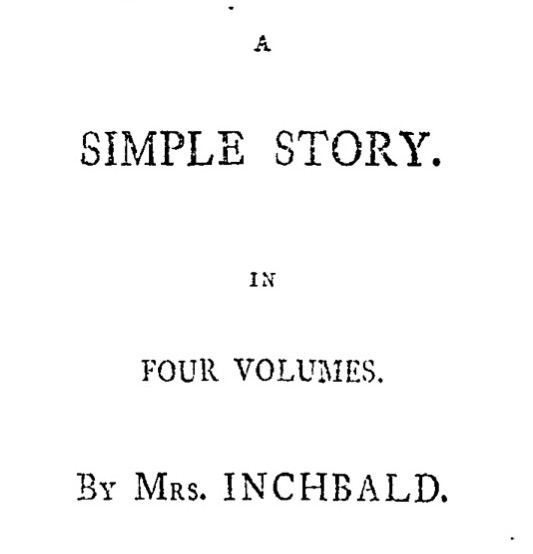 A
SIMPLE STORY.
IN
FOUR VOLUMES.
By Mrs. INCHBALD.